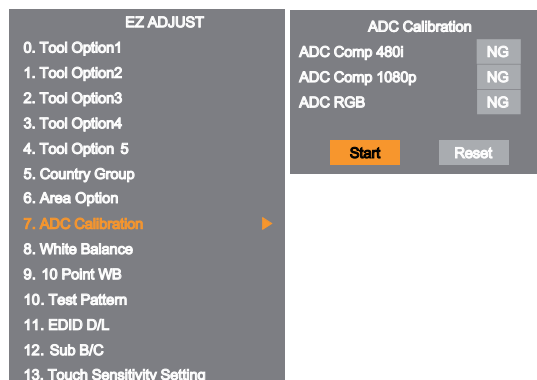 EZ ADJUST
0. Tool Option1
1. Tool Option2
2. Tool Option3
3. Tool Option4
4. Tool Option 5
5. Country Group
6. Area Option
7. ADC Calibration
8. White Balance
9. 10 Point WB
10. Test Pattern
11. EDID D/L
12. Sub B/C
13. Touch Sensitivity Setting
ADC Calibration
ADC Comp 480i NG
ADC Comp 1080p NG
ADC RGB NG
Start Reset